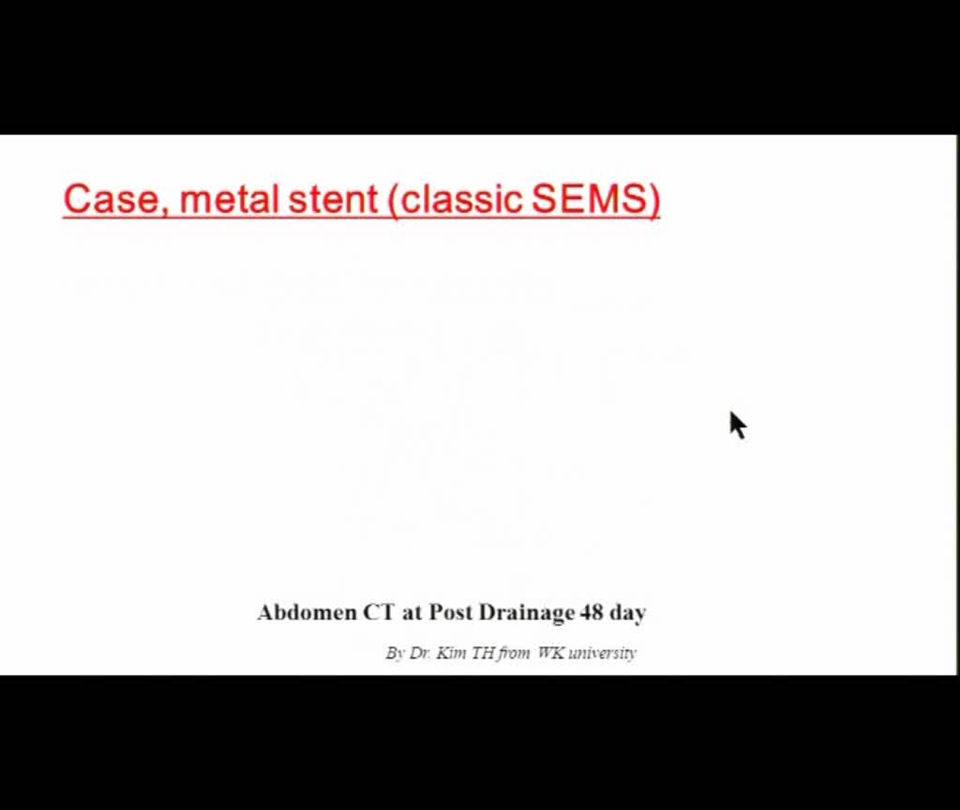 Case, metal stent (classic SEMS)
Abdomen CT at Post Drainage 48 day
By Dr. Kim TH from WK university